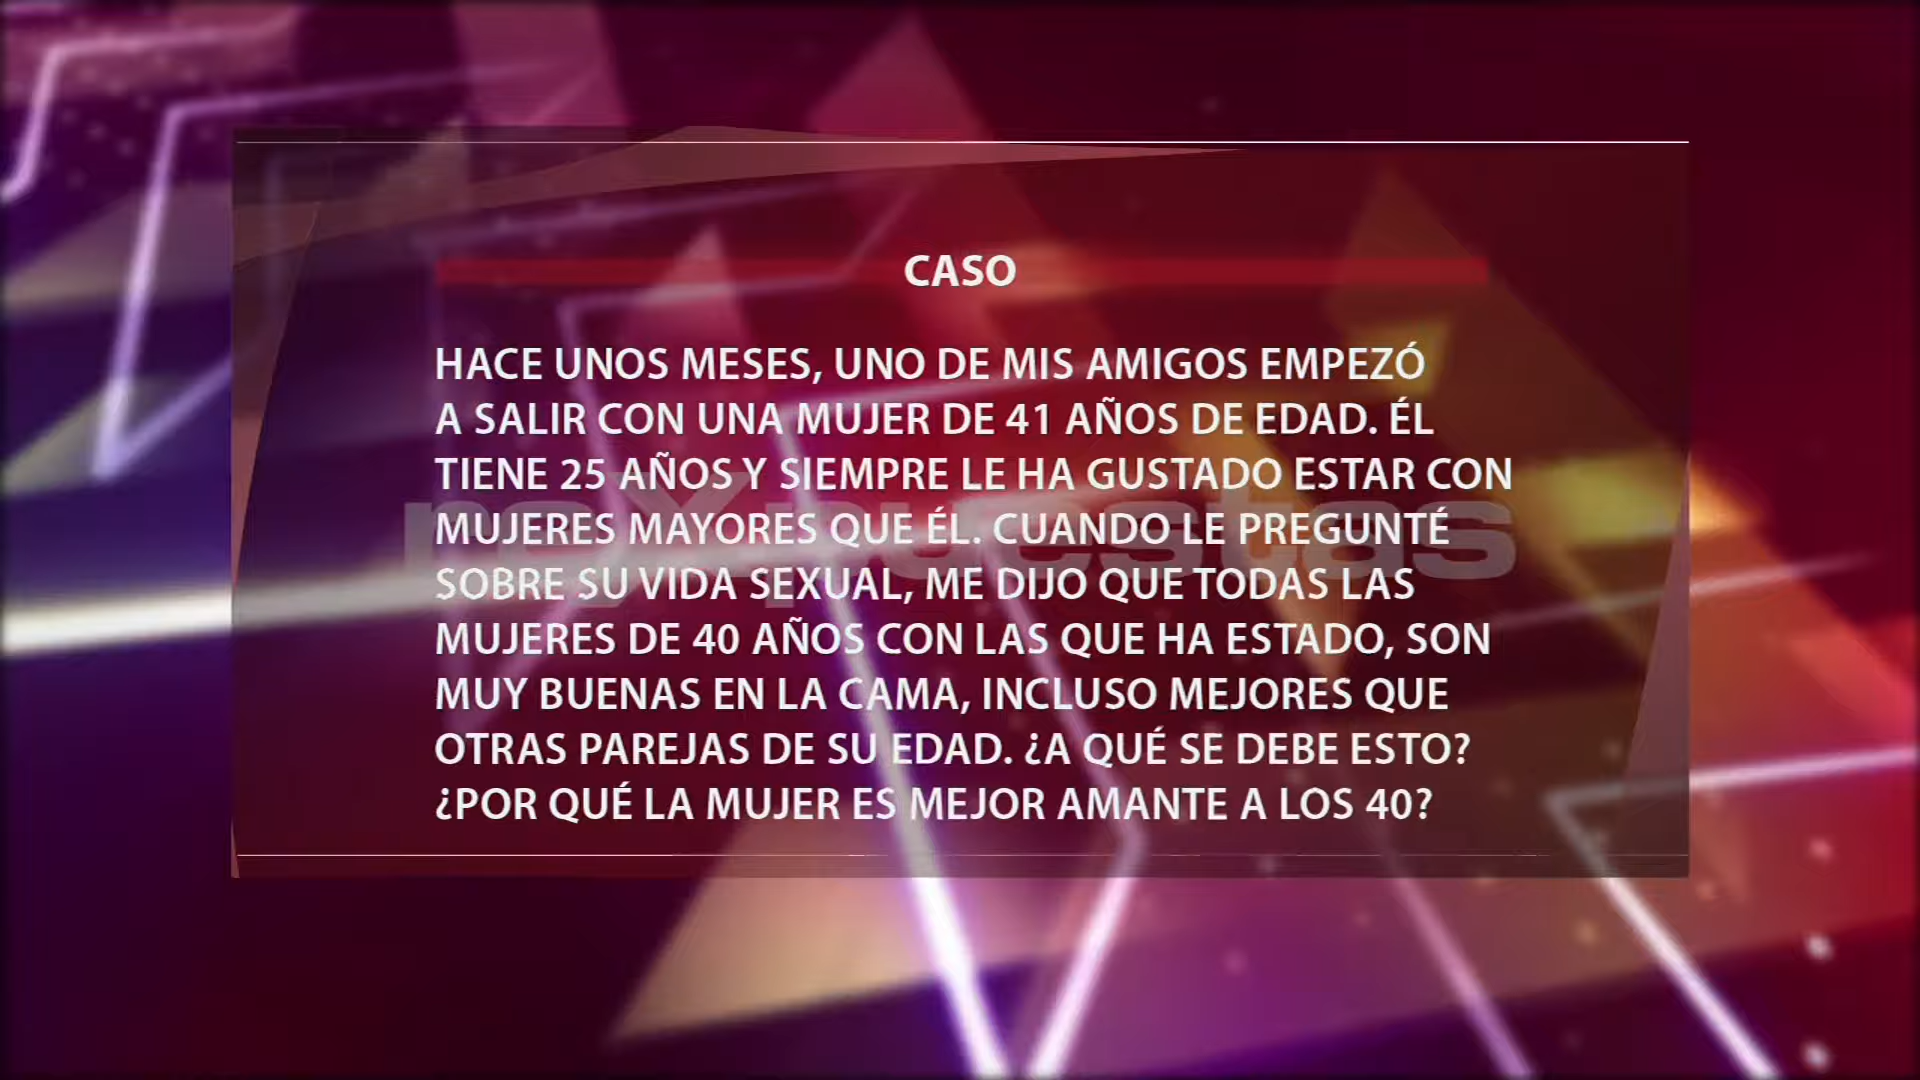 CASO
HACE UNOS MESES, UNO DE MIS AMIGOS EMPEZÓ
A SALIR CON UNA MUJER DE 41 AÑOS DE EDAD. ÉL
TIENE 25 AÑOS Y SIEMPRE LE HA GUSTADO ESTAR CON
MUJERES MAYORES QUE ÉL. CUANDO LE PREGUNTÉ
SOBRE SU VIDA SEXUAL, ME DIJO QUE TODAS LAS
MUJERES DE 40 AÑOS CON LAS QUE HA ESTADO, SON
MUY BUENAS EN LA CAMA, INCLUSO MEJORES QUE
OTRAS PAREJAS DE SU EDAD. ¿A QUÉ SE DEBE ESTO?
¿POR QUÉ LA MUJER ES MEJOR AMANTE A LOS 40?